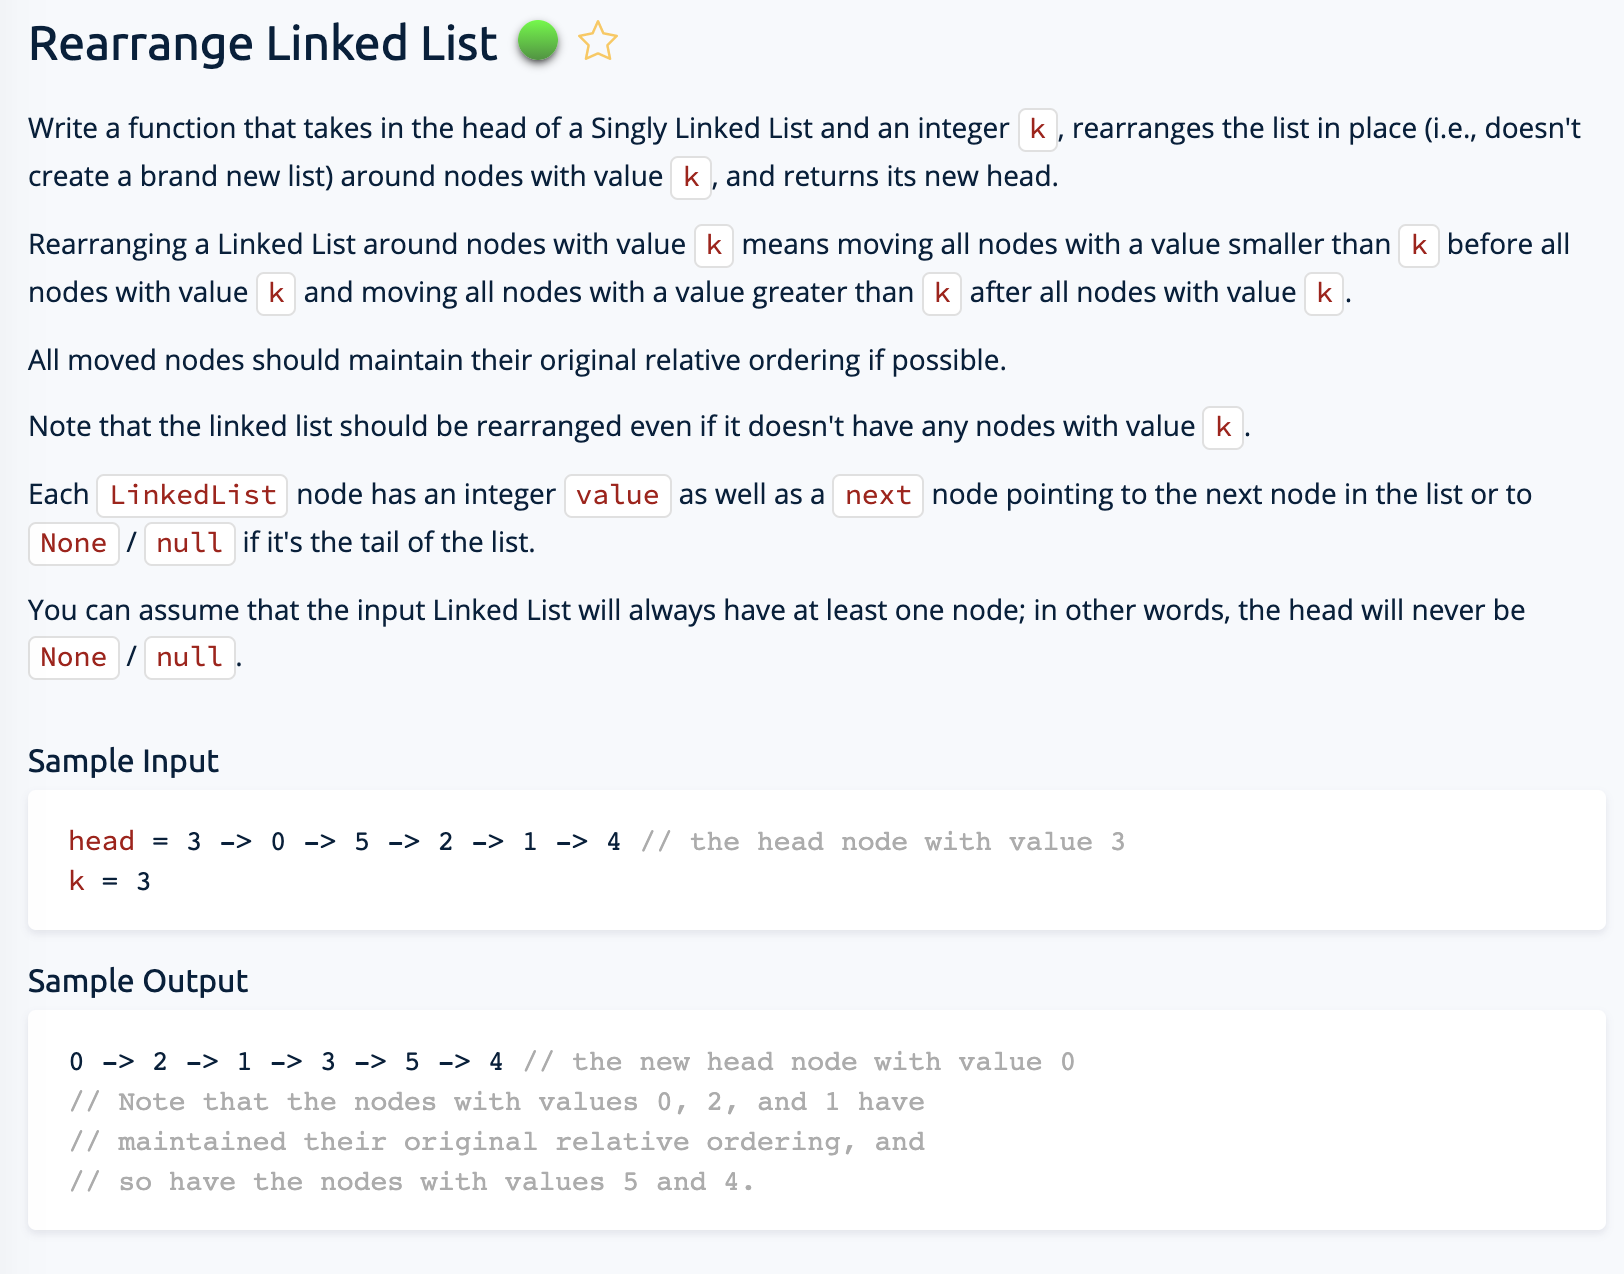 Rearrange Linked List
Write a function that takes in the head of a Singly Linked List and an integer k, rearranges the list in place (i.e., doesn't
create a brand new list) around nodes with value k, and returns its new head.
Rearranging a Linked List around nodes with value k means moving all nodes with a value smaller than k before all
nodes with value k and moving all nodes with a value greater than k after all nodes with value k.
All moved nodes should maintain their original relative ordering if possible.
Note that the linked list should be rearranged even if it doesn't have any nodes with value k.
Each LinkedList node has an integer value as well as a next node pointing to the next node in the list or to
None / null if it's the tail of the list.
You can assume that the input Linked List will always have at least one node; in other words, the head will never be
None / null.
Sample Input
head = 3 -> 0 -> 5 -> 2 -> 1 -> 4 // the head node with value 3
k = 3
Sample Output
0 -> 2 -> 1 -> 3 -> 5 -> 4 // the new head node with value 0
// Note that the nodes with values 0, 2, and 1 have
// maintained their original relative ordering, and
// so have the nodes with values 5 and 4.